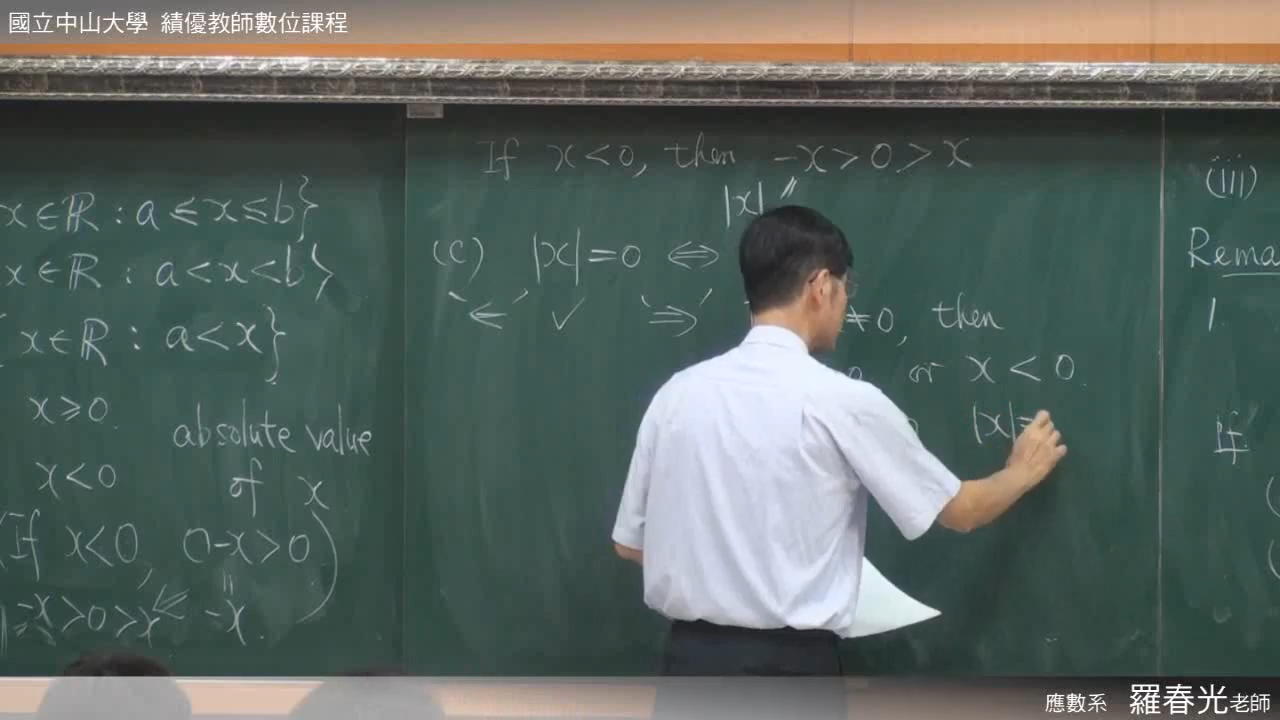 國立中山大學 績優教師數位課程
x∈ℝ : a≤x≤b}
x∈ℝ : a<x<b}
{x∈ℝ : a<x}
x≥0.
x<0
absolute value
of x
(If x<0, 0-x>0)
-x>0>x ⇐ -x.
If x<0, then -x>0>x
|x|
(C) |x|=0 ⇔
"⇐" ✓ "⇒"
≠0, then
0, or x<0.
|x|=
(iii)
Rema
1.
If
應數系 羅春光老師